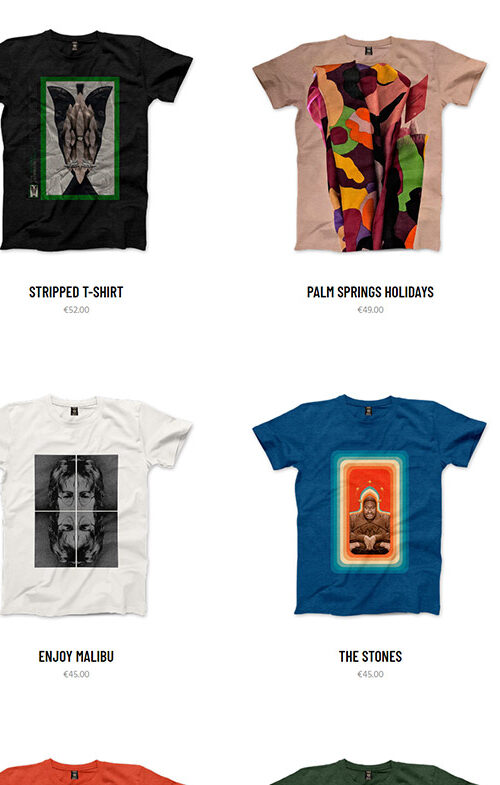 STRIPPED T-SHIRT
€52.00
PALM SPRINGS HOLIDAYS
€49.00
ENJOY MALIBU
€45.00
THE STONES
€45.00